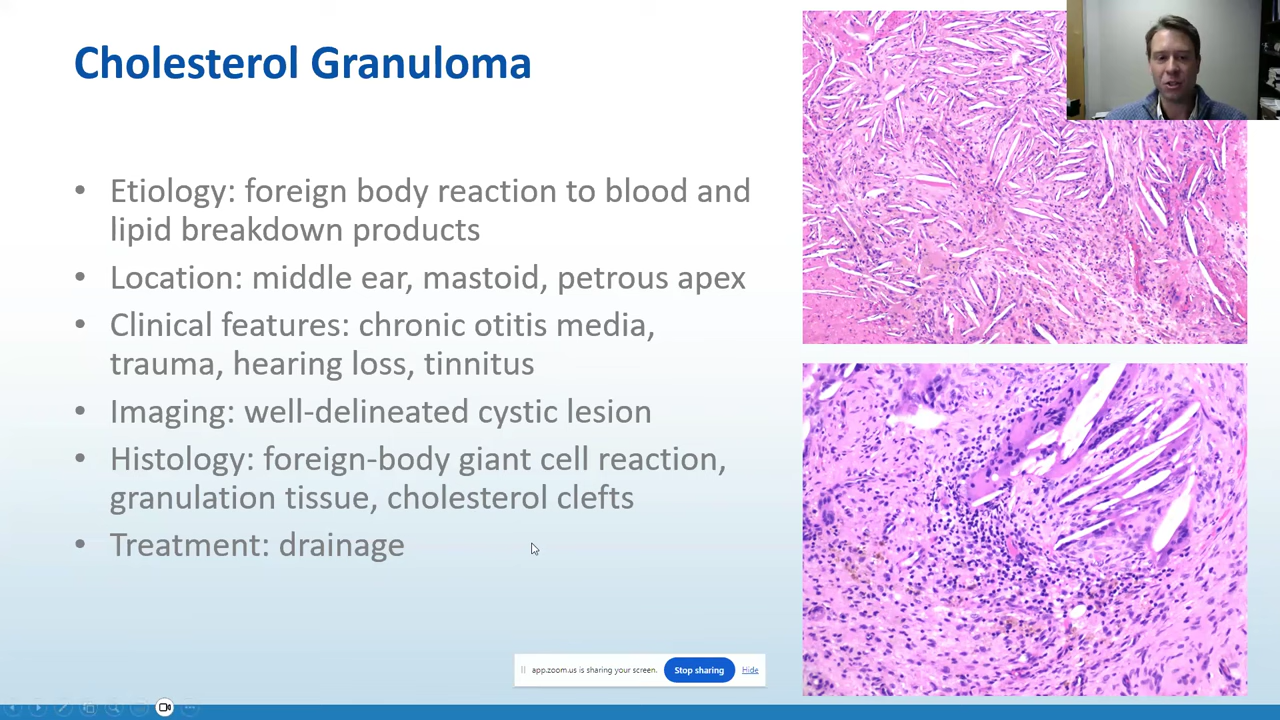 Cholesterol Granuloma
• Etiology: foreign body reaction to blood and
lipid breakdown products
• Location: middle ear, mastoid, petrous apex
• Clinical features: chronic otitis media,
trauma, hearing loss, tinnitus
• Imaging: well-delineated cystic lesion
• Histology: foreign-body giant cell reaction,
granulation tissue, cholesterol clefts
• Treatment: drainage
app.zoom.us is sharing your screen. Stop sharing Hide